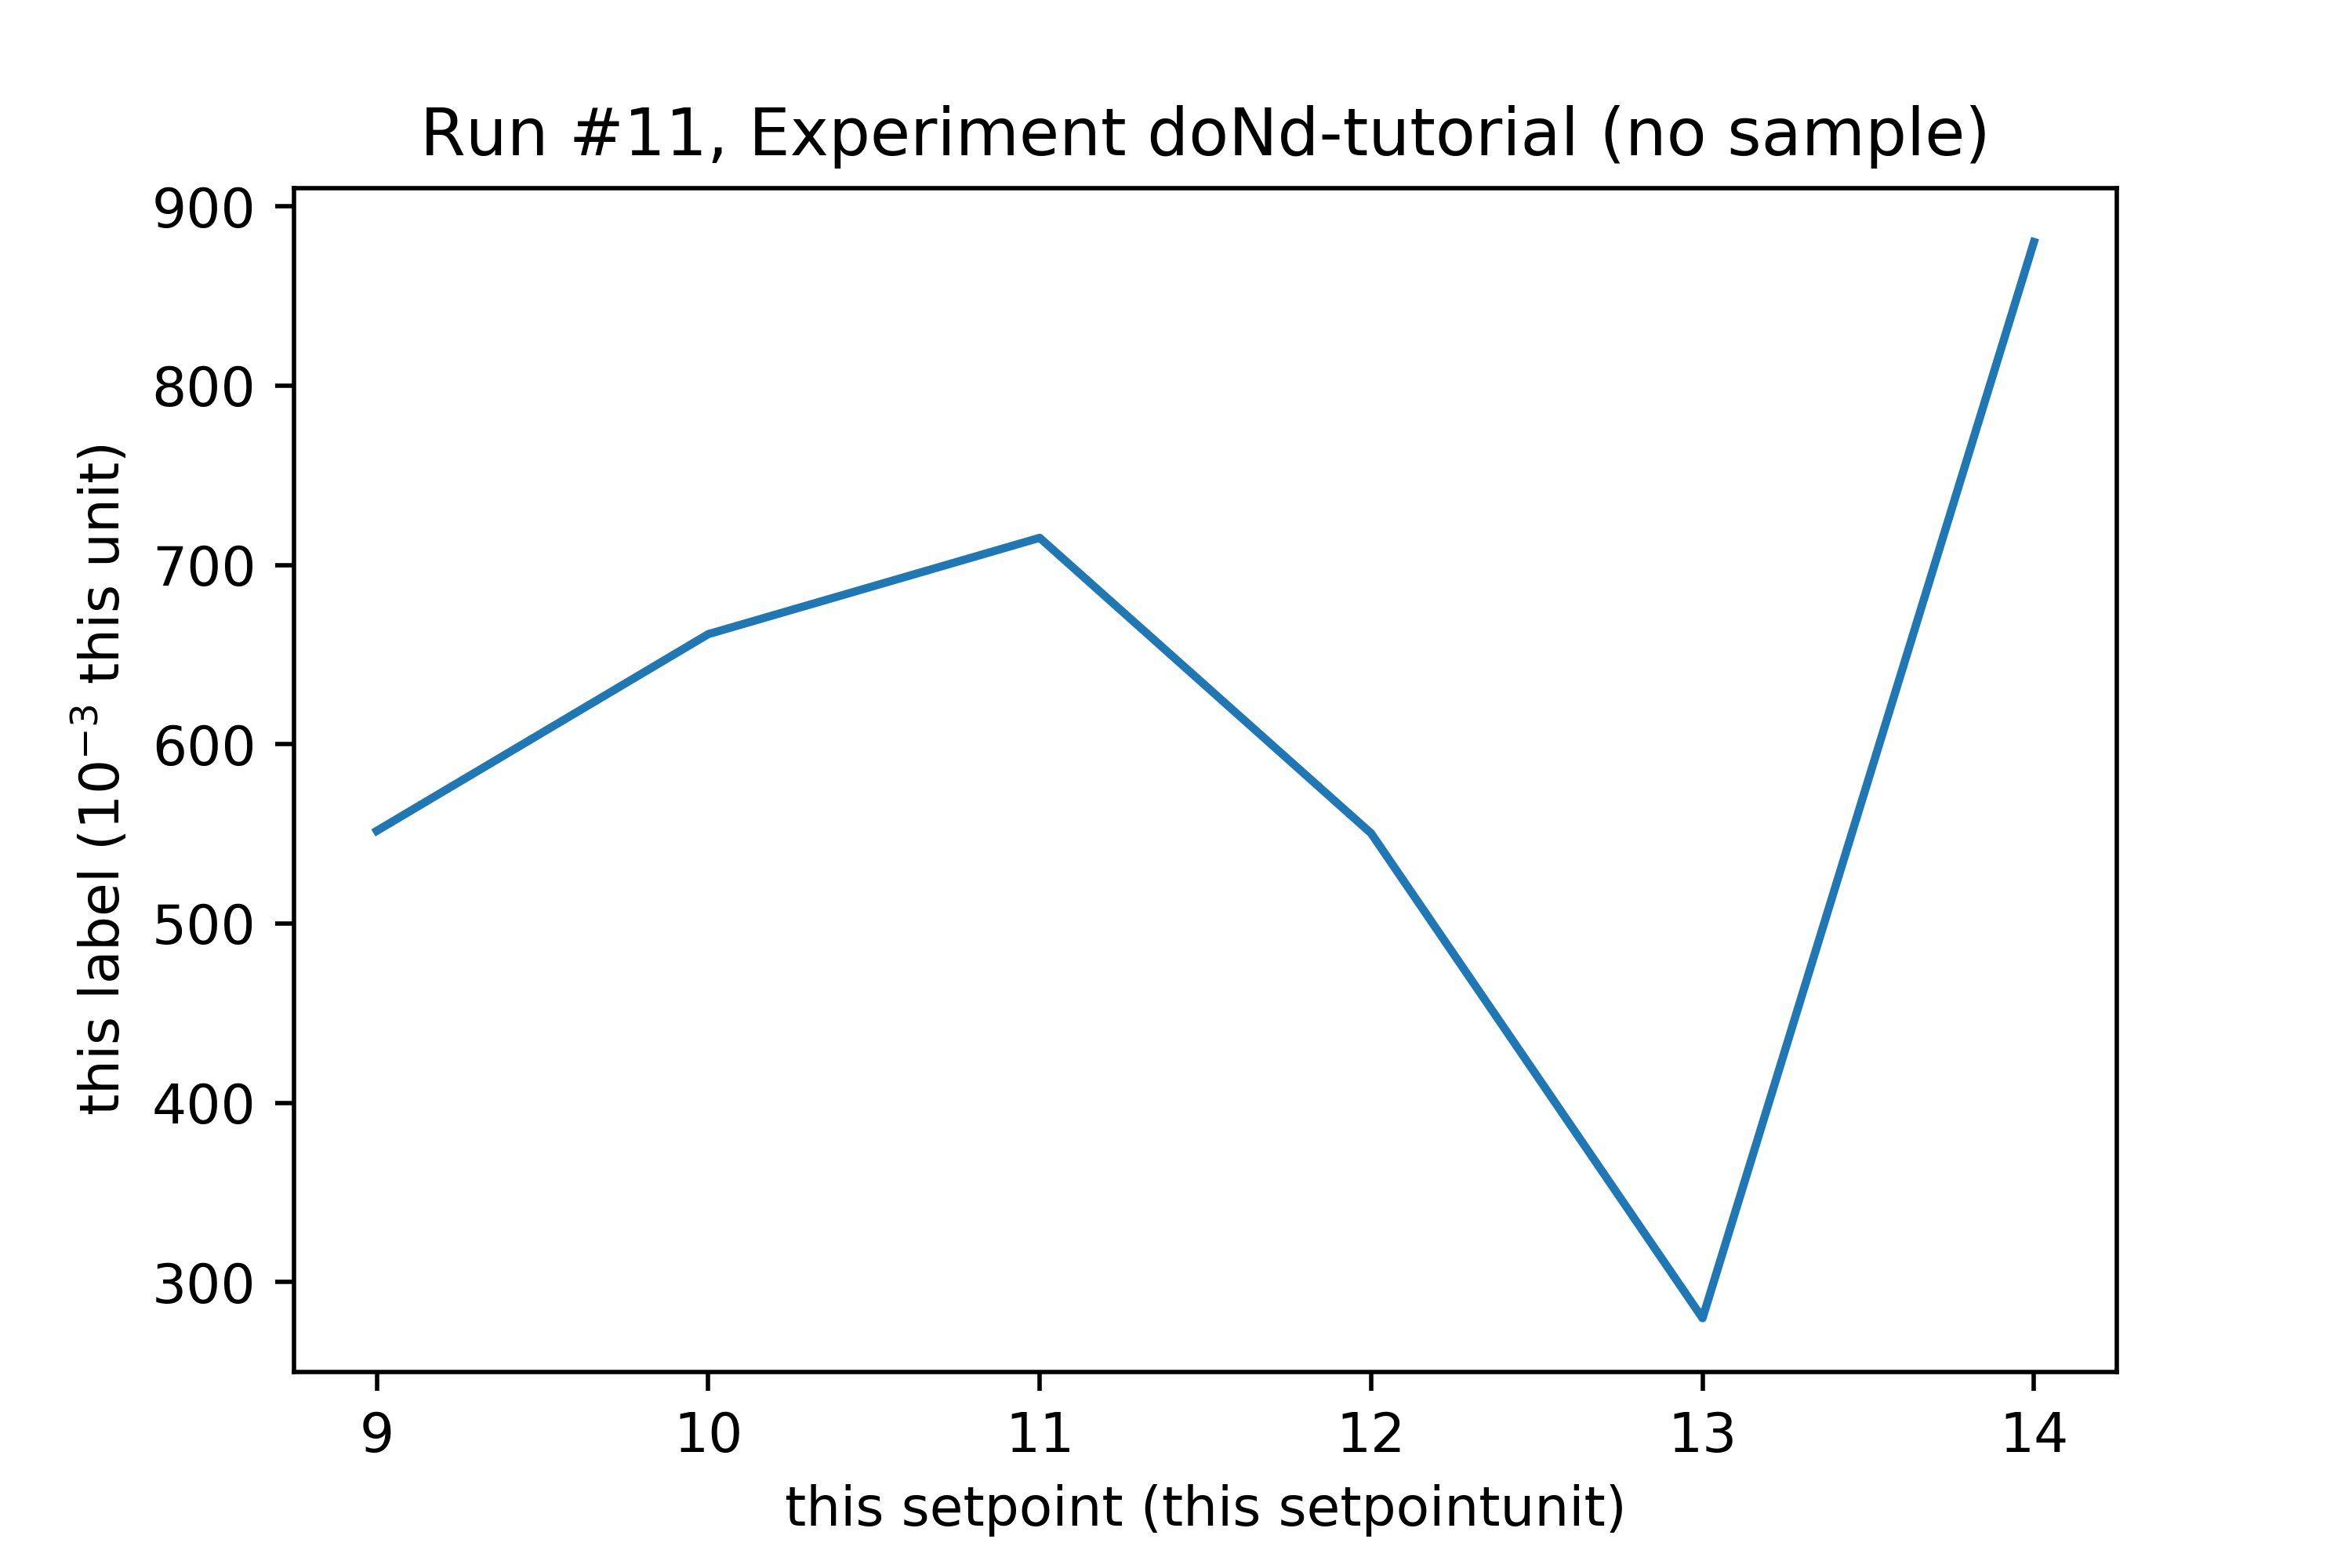 Run #11, Experiment doNd-tutorial (no sample)
900
800
700
600
500
400
300
this label (10⁻³ this unit)
9 10 11 12 13 14
this setpoint (this setpointunit)